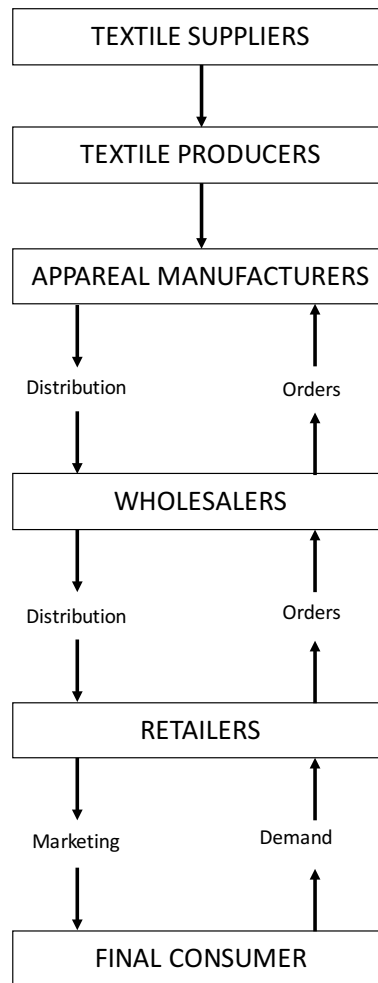 TEXTILE SUPPLIERS
TEXTILE PRODUCERS
APPAREAL MANUFACTURERS
Distribution
Orders
WHOLESALERS
Distribution
Orders
RETAILERS
Marketing
Demand
FINAL CONSUMER